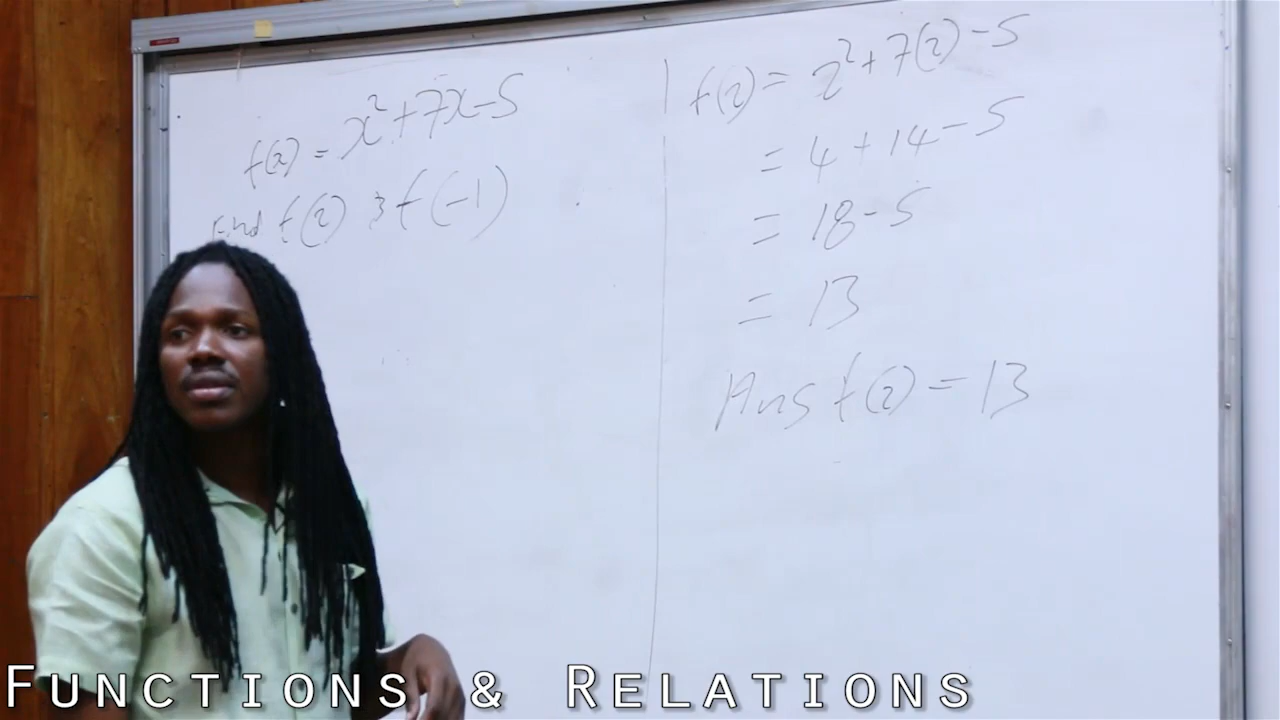 f(x) = x²+7x-5
Find f(2) & f(-1)
f(2) = 2²+7(2)-5
= 4+14-5
= 18-5
= 13
Ans f(2) = 13
FUNCTIONS & RELATIONS